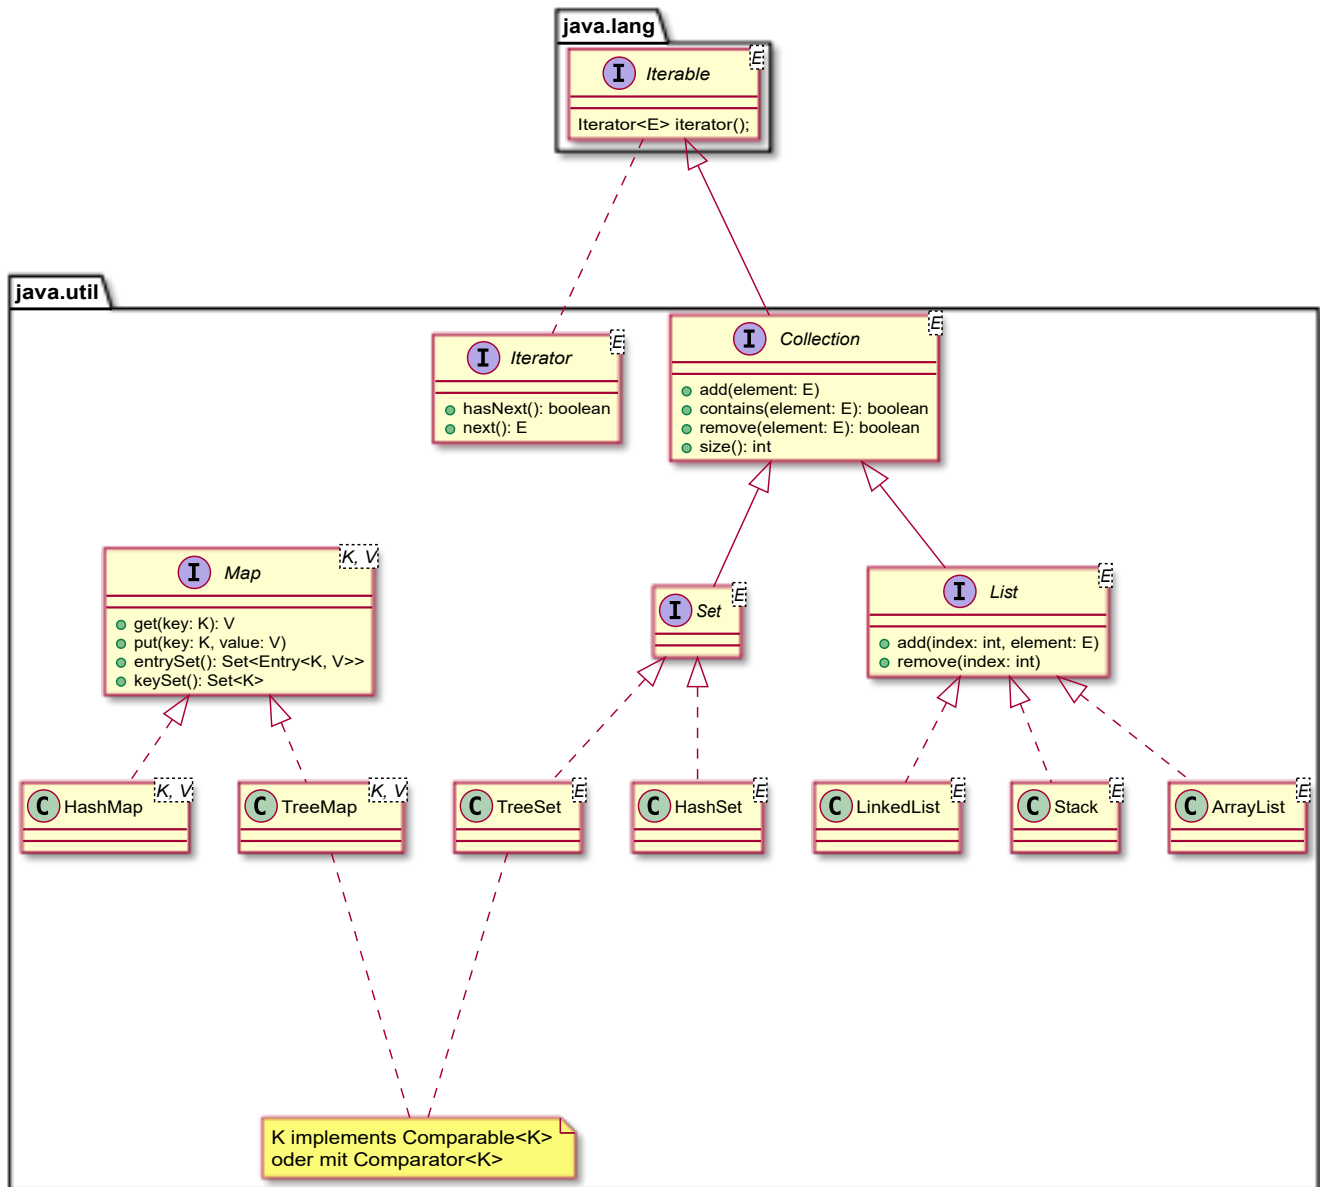 java.lang
E
I Iterable
Iterator<E> iterator();
java.util
E
I Iterator
hasNext(): boolean
next(): E
E
I Collection
add(element: E)
contains(element: E): boolean
remove(element: E): boolean
size(): int
K, V
I Map
get(key: K): V
put(key: K, value: V)
entrySet(): Set<Entry<K, V>>
keySet(): Set<K>
E
I Set
E
I List
add(index: int, element: E)
remove(index: int)
K, V
C HashMap
K, V
C TreeMap
E
C TreeSet
E
C HashSet
E
C LinkedList
E
C Stack
E
C ArrayList
K implements Comparable<K>
oder mit Comparator<K>